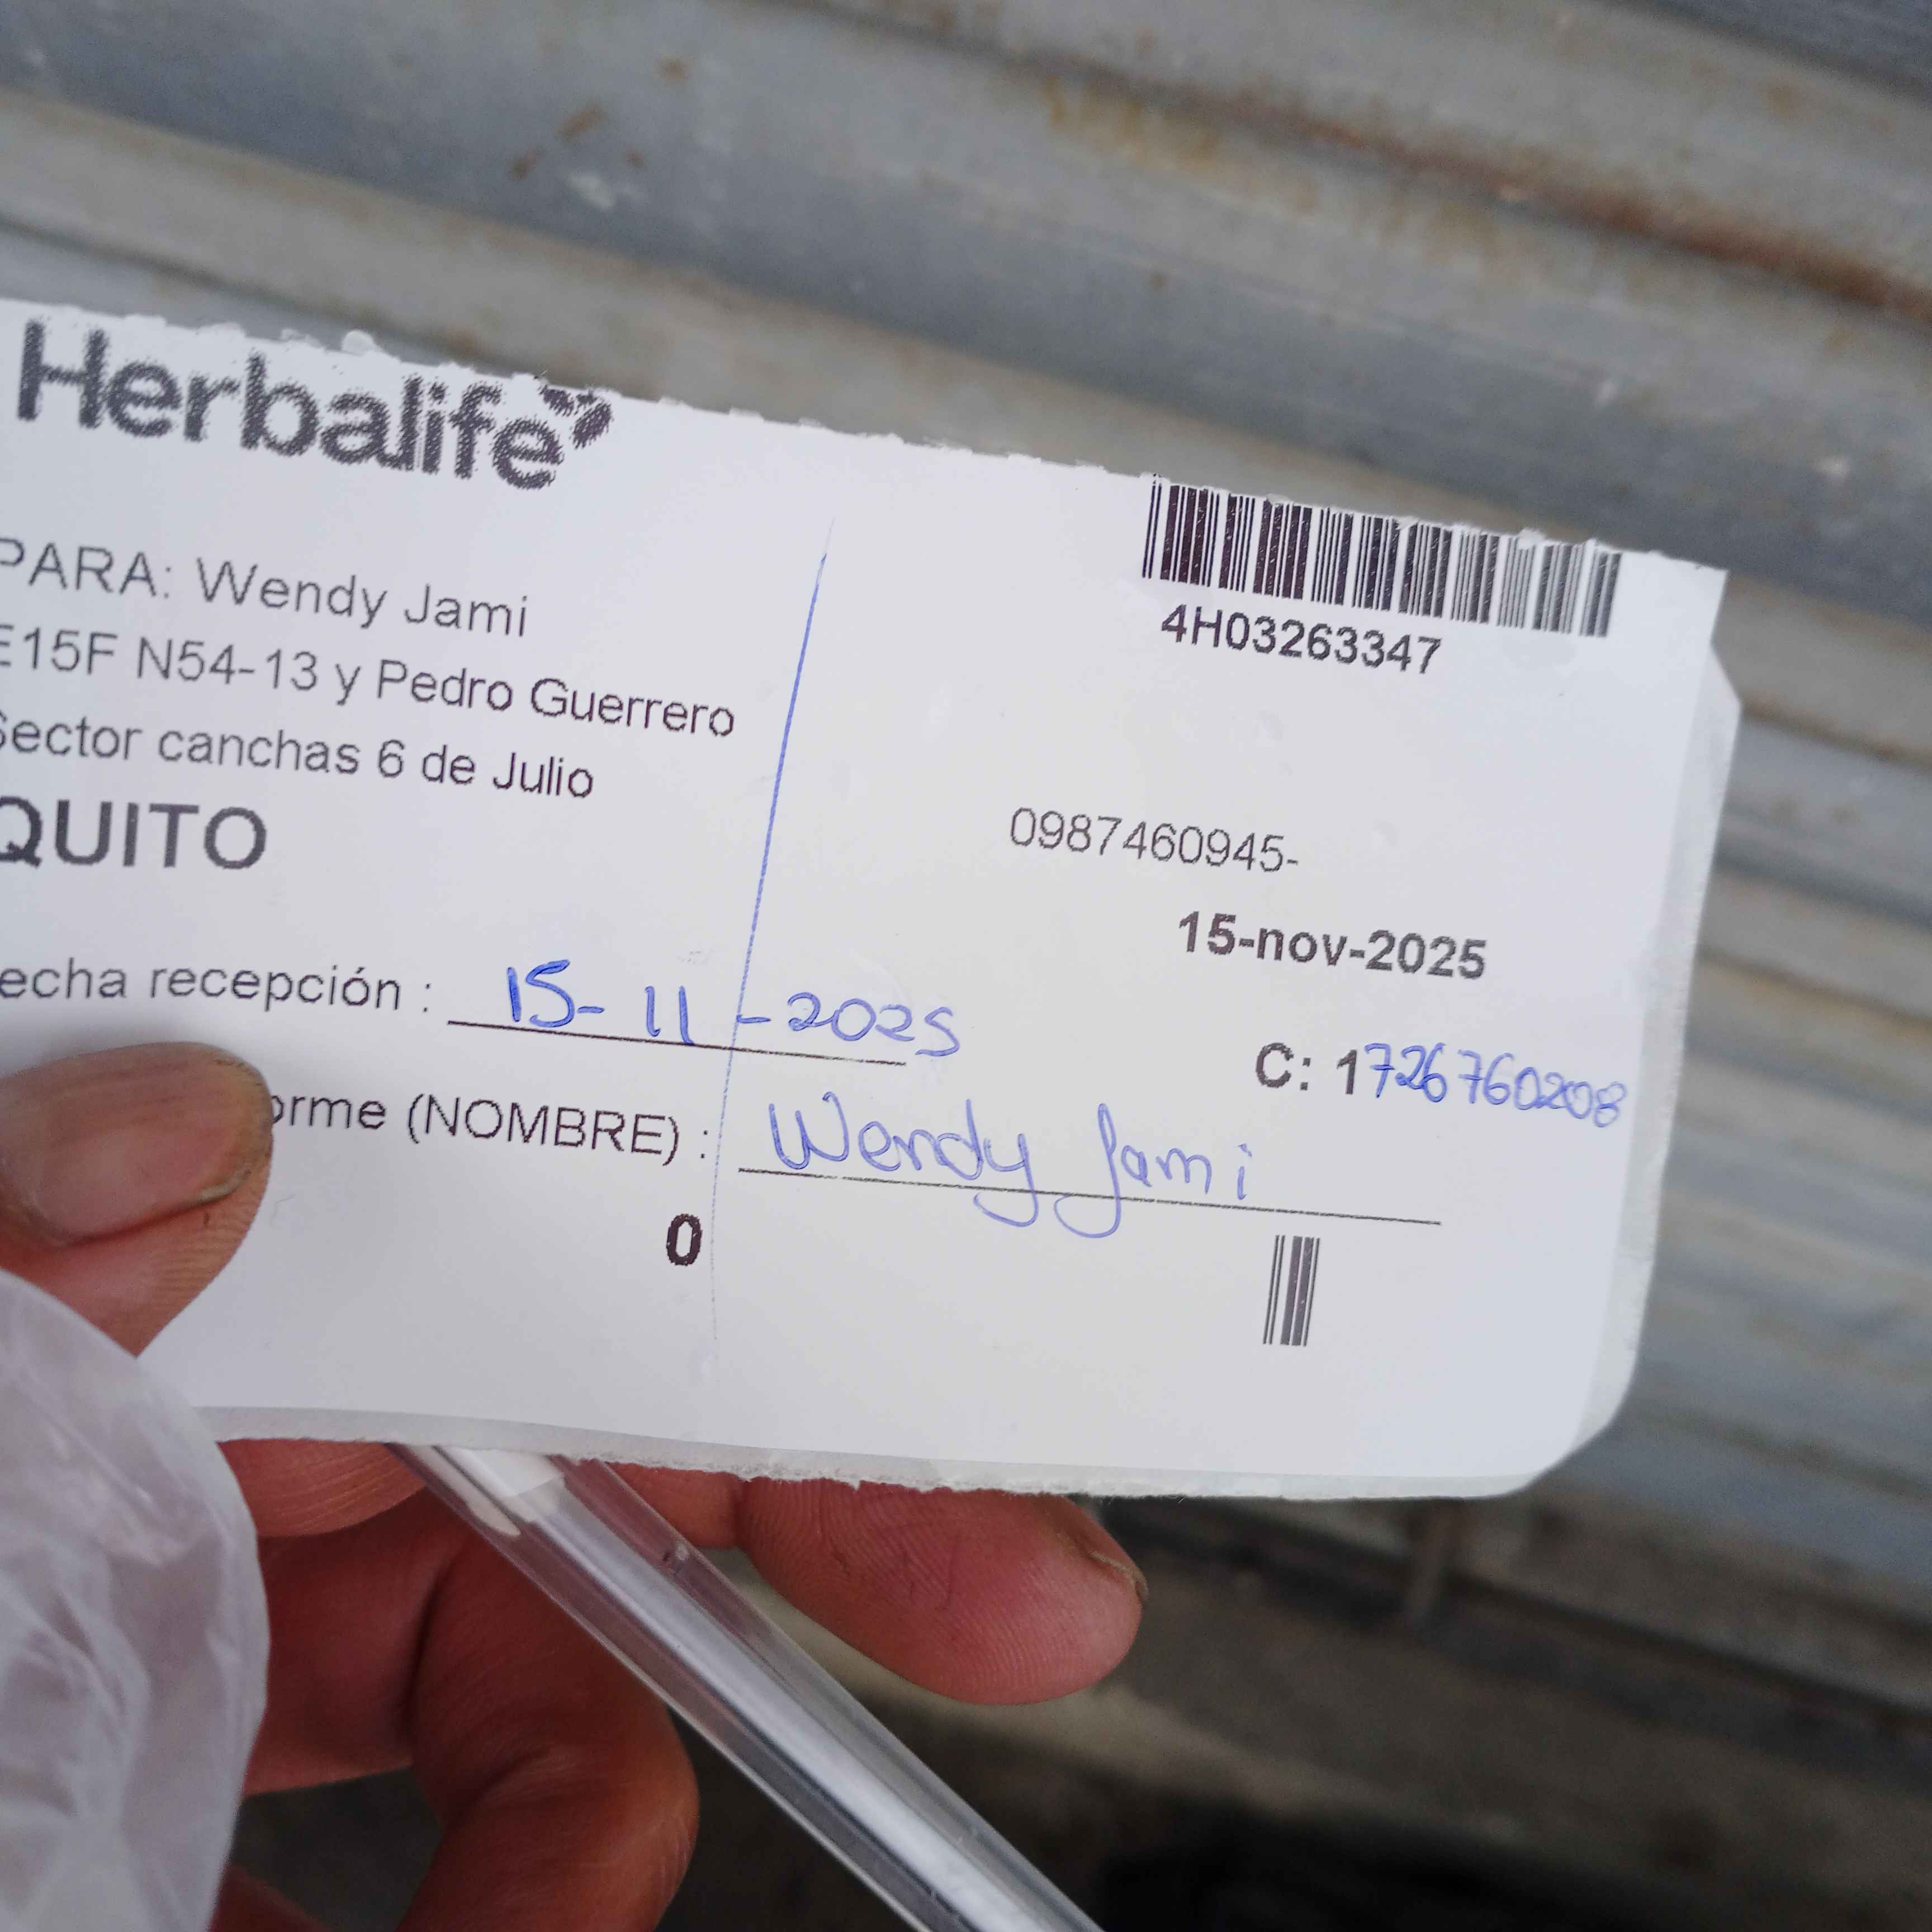 Herbalife
4H03263347
PARA: Wendy Jami
E15F N54-13 y Pedro Guerrero
Sector canchas 6 de Julio
QUITO
0987460945-
15-nov-2025
echa recepción : 15-11-2025
C: 1726760208
orme (NOMBRE) : Wendy Jami
0